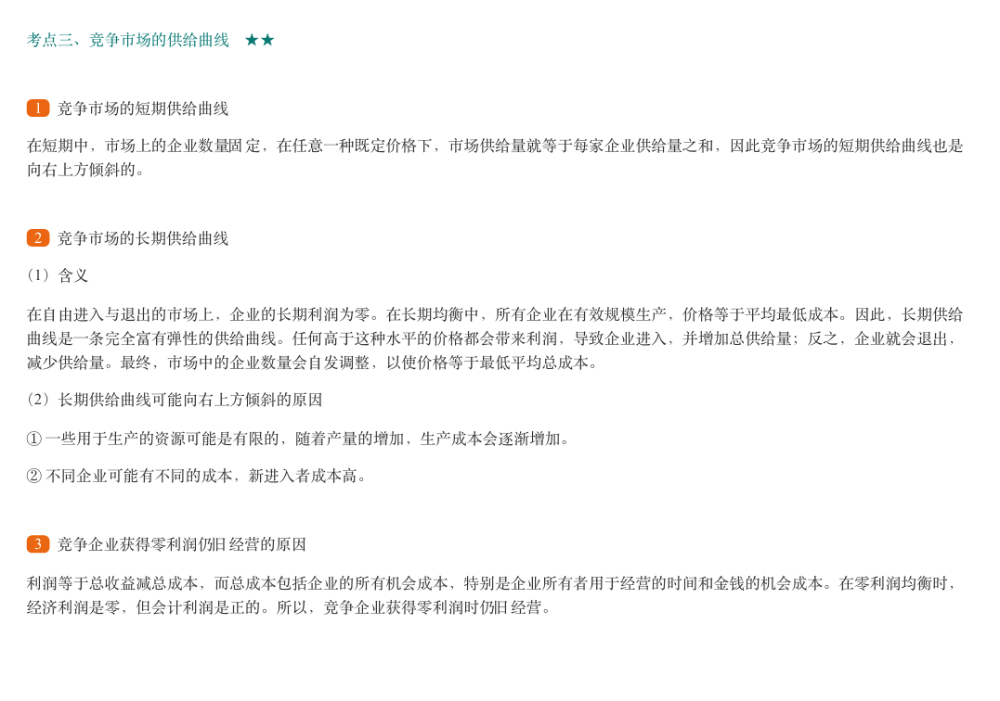 考点三、竞争市场的供给曲线 ★★
1 竞争市场的短期供给曲线
在短期中，市场上的企业数量固定，在任意一种既定价格下，市场供给量就等于每家企业供给量之和，因此竞争市场的短期供给曲线也是
向右上方倾斜的。
2 竞争市场的长期供给曲线
（1）含义
在自由进入与退出的市场上，企业的长期利润为零。在长期均衡中，所有企业在有效规模生产，价格等于平均最低成本。因此，长期供给
曲线是一条完全富有弹性的供给曲线。任何高于这种水平的价格都会带来利润，导致企业进入，并增加总供给量；反之，企业就会退出，
减少供给量。最终，市场中的企业数量会自发调整，以使价格等于最低平均总成本。
（2）长期供给曲线可能向右上方倾斜的原因
① 一些用于生产的资源可能是有限的，随着产量的增加，生产成本会逐渐增加。
② 不同企业可能有不同的成本，新进入者成本高。
3 竞争企业获得零利润仍旧经营的原因
利润等于总收益减总成本，而总成本包括企业的所有机会成本，特别是企业所有者用于经营的时间和金钱的机会成本。在零利润均衡时，
经济利润是零，但会计利润是正的。所以，竞争企业获得零利润时仍旧经营。